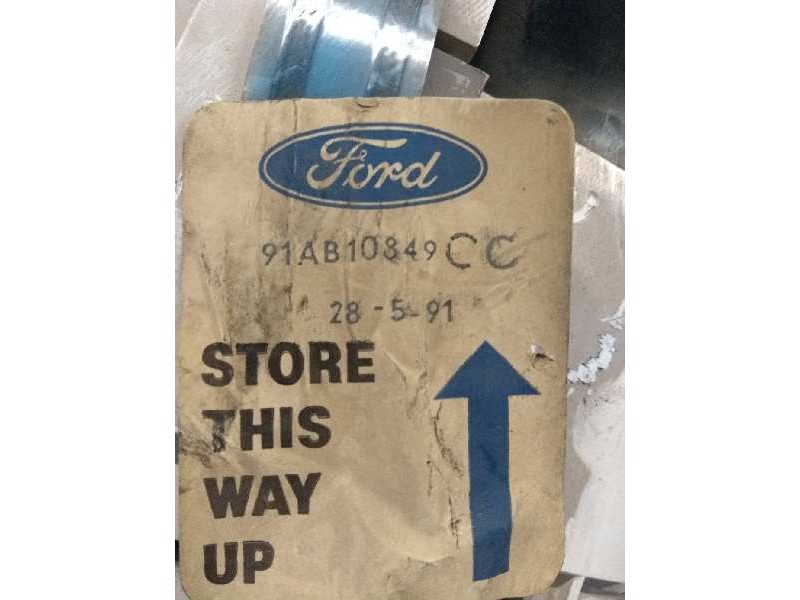 Ford
91AB10849CC
28-5-91
STORE
THIS
WAY
UP